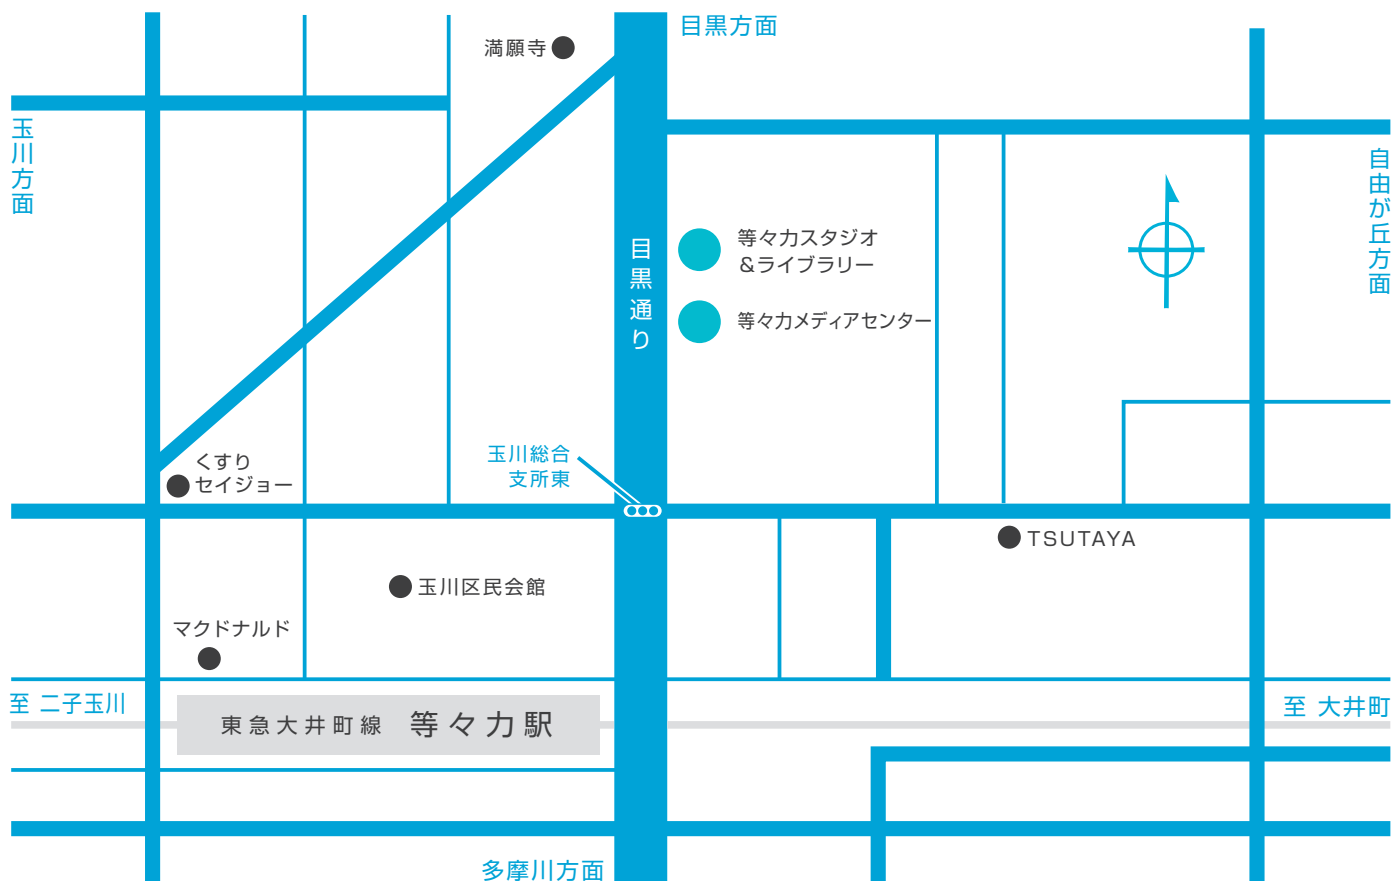 目黒方面
満願寺
玉川方面
自由が丘方面
目黒通り
等々力スタジオ
&ライブラリー
等々力メディアセンター
玉川総合
支所東
くすり
セイジョー
TSUTAYA
玉川区民会館
マクドナルド
至 二子玉川
東急大井町線 等々力駅
至 大井町
多摩川方面